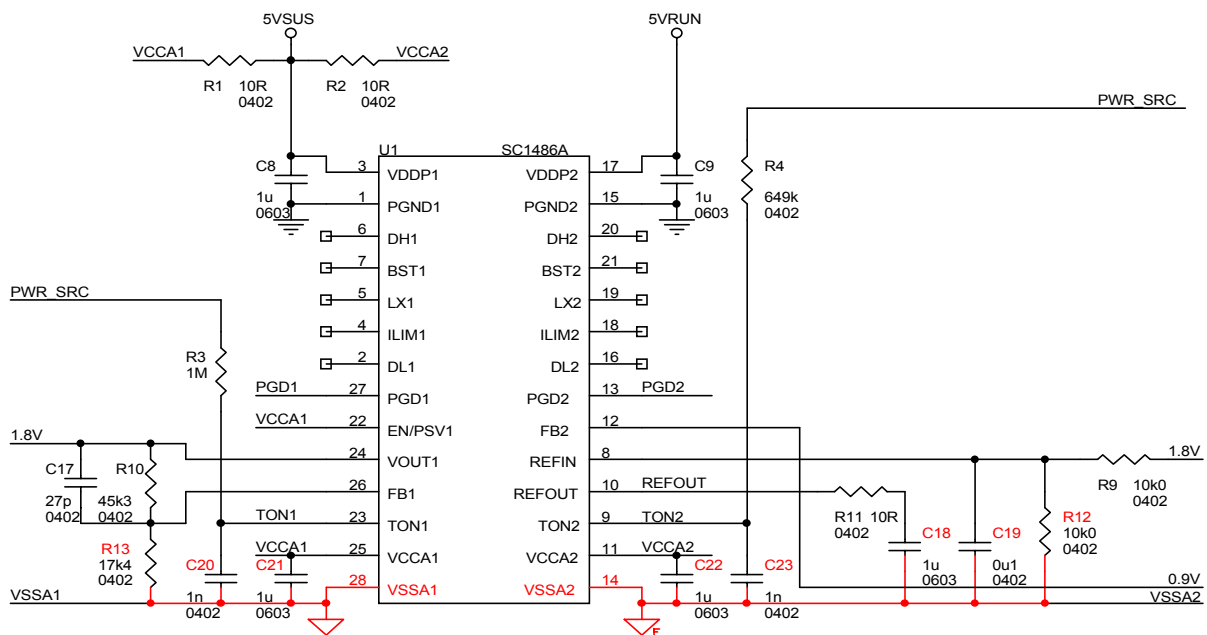 5VSUS
5VRUN
VCCA1
VCCA2
R1 10R
0402
R2 10R
0402
PWR_SRC
U1 SC1486A
C8
1u
0603
3 VDDP1
VDDP2 17
C9
1u
0603
R4
649k
0402
1 PGND1
PGND2 15
6 DH1
DH2 20
7 BST1
BST2 21
PWR_SRC
5 LX1
LX2 19
4 ILIM1
ILIM2 18
R3
1M
2 DL1
DL2 16
PGD1 27 PGD1
PGD2 13 PGD2
VCCA1 22 EN/PSV1
FB2 12
1.8V
24 VOUT1
REFIN 8
1.8V
C17
27p
0402
R10
45k3
0402
R9 10k0
0402
26 FB1
REFOUT 10 REFOUT
R11 10R
0402
TON1 23 TON1
TON2 9 TON2
C18
1u
0603
C19
0u1
0402
R12
10k0
0402
R13
17k4
0402
VCCA1 25 VCCA1
VCCA2 11 VCCA2
C20
1n
0402
C21
1u
0603
28 VSSA1
VSSA2 14
C22
1u
0603
C23
1n
0402
0.9V
VSSA1
VSSA2
F